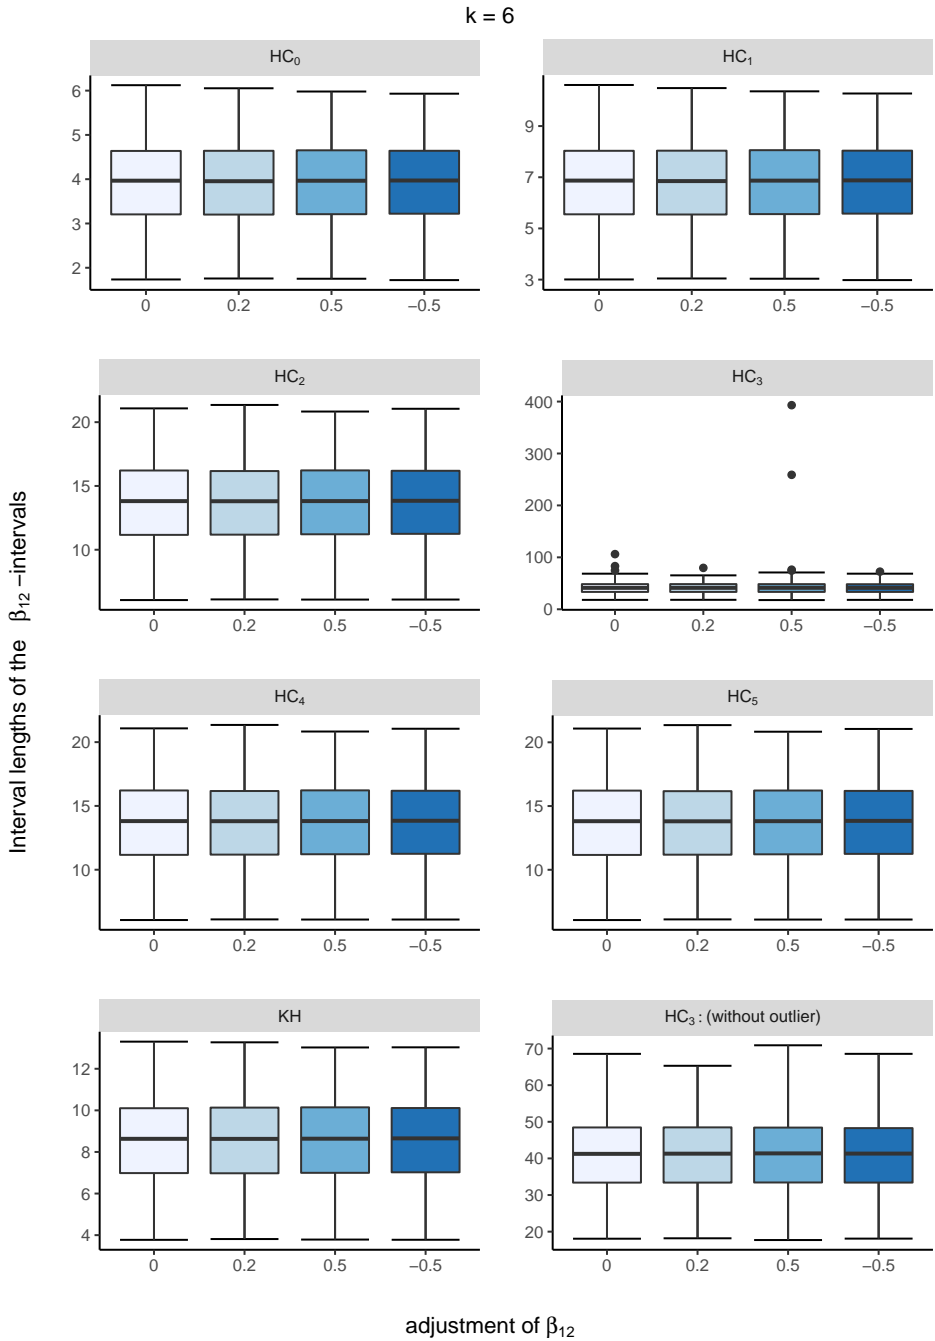 k = 6
HC₀
6
5
4
3
2
0 0.2 0.5 −0.5
HC₁
9
7
5
3
0 0.2 0.5 −0.5
HC₂
20
15
10
0 0.2 0.5 −0.5
HC₃
400
300
200
100
0
0 0.2 0.5 −0.5
Interval lengths of the β₁₂ −intervals
HC₄
20
15
10
0 0.2 0.5 −0.5
HC₅
20
15
10
0 0.2 0.5 −0.5
KH
12
10
8
6
4
0 0.2 0.5 −0.5
HC₃ : (without outlier)
70
60
50
40
30
20
0 0.2 0.5 −0.5
adjustment of β₁₂